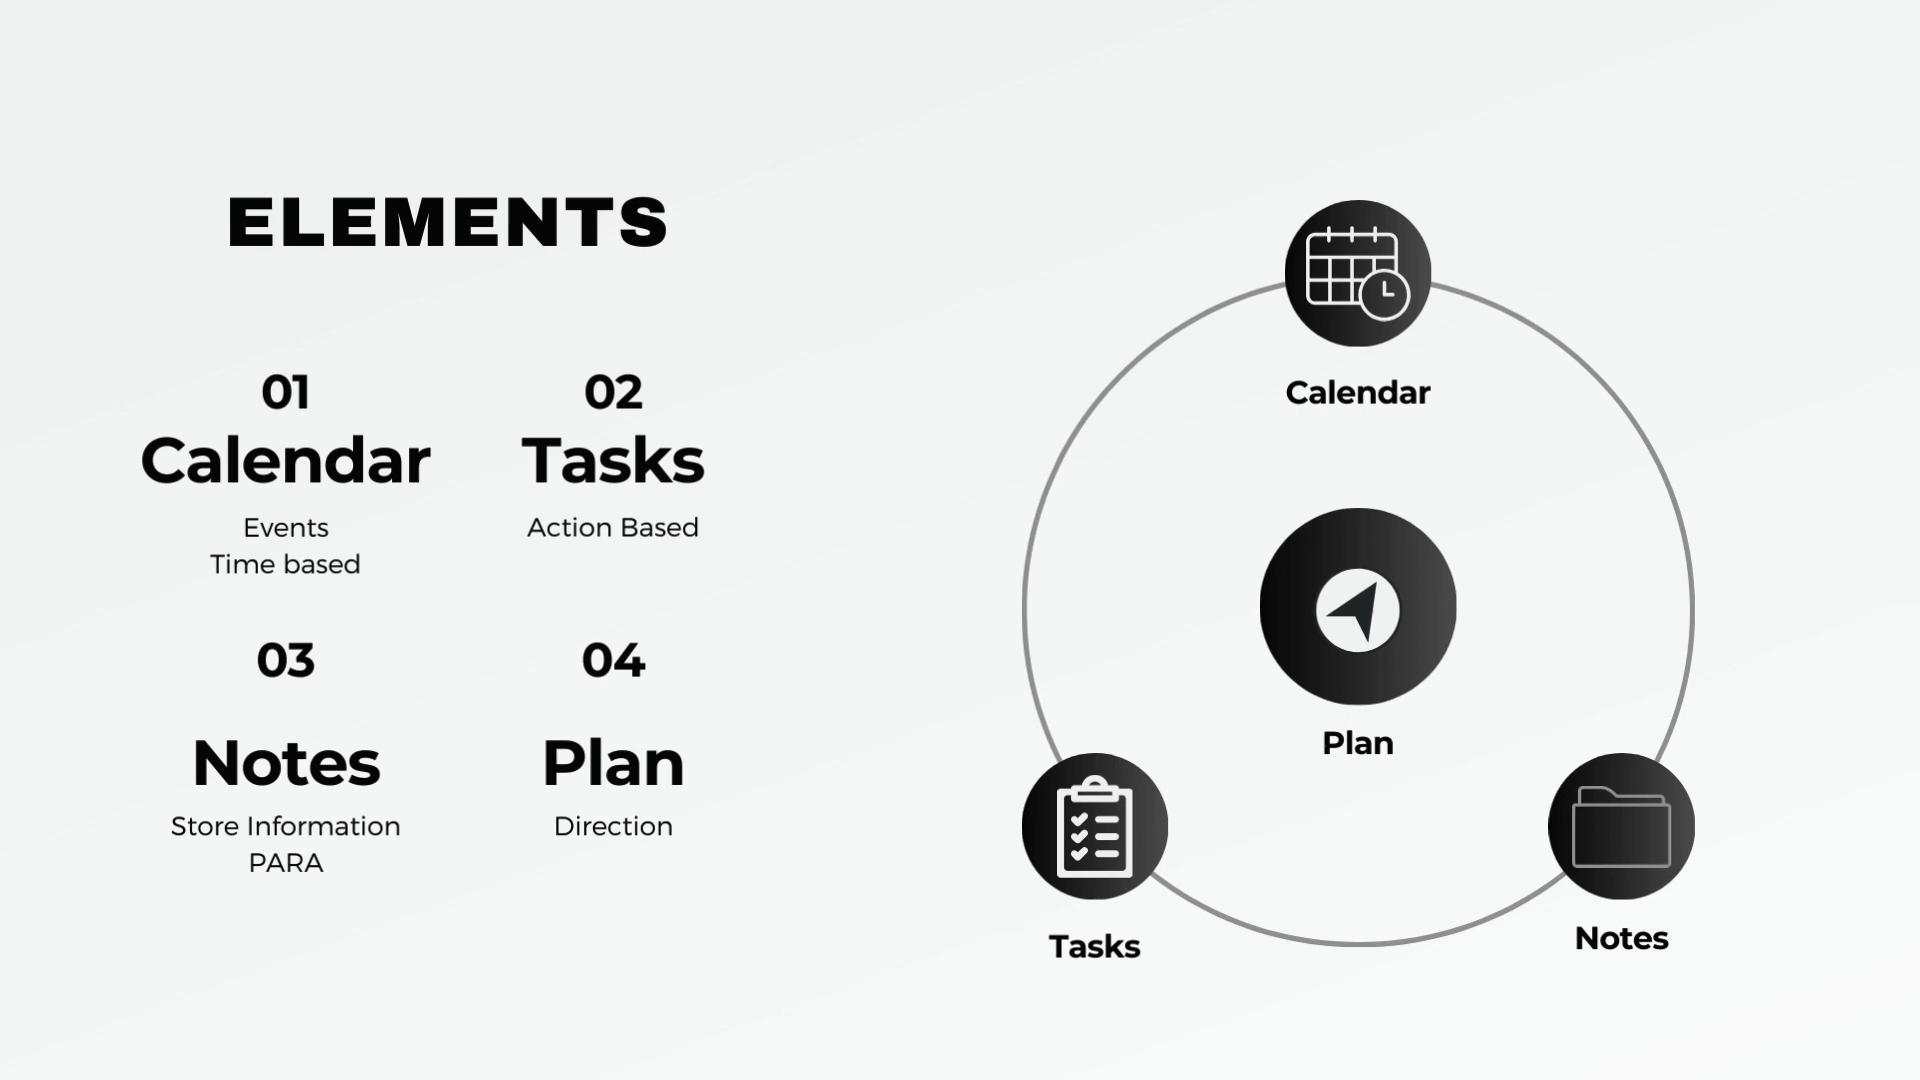 ELEMENTS
01
Calendar
Events
Time based
02
Tasks
Action Based
03
Notes
Store Information
PARA
04
Plan
Direction
Calendar
Plan
Tasks
Notes